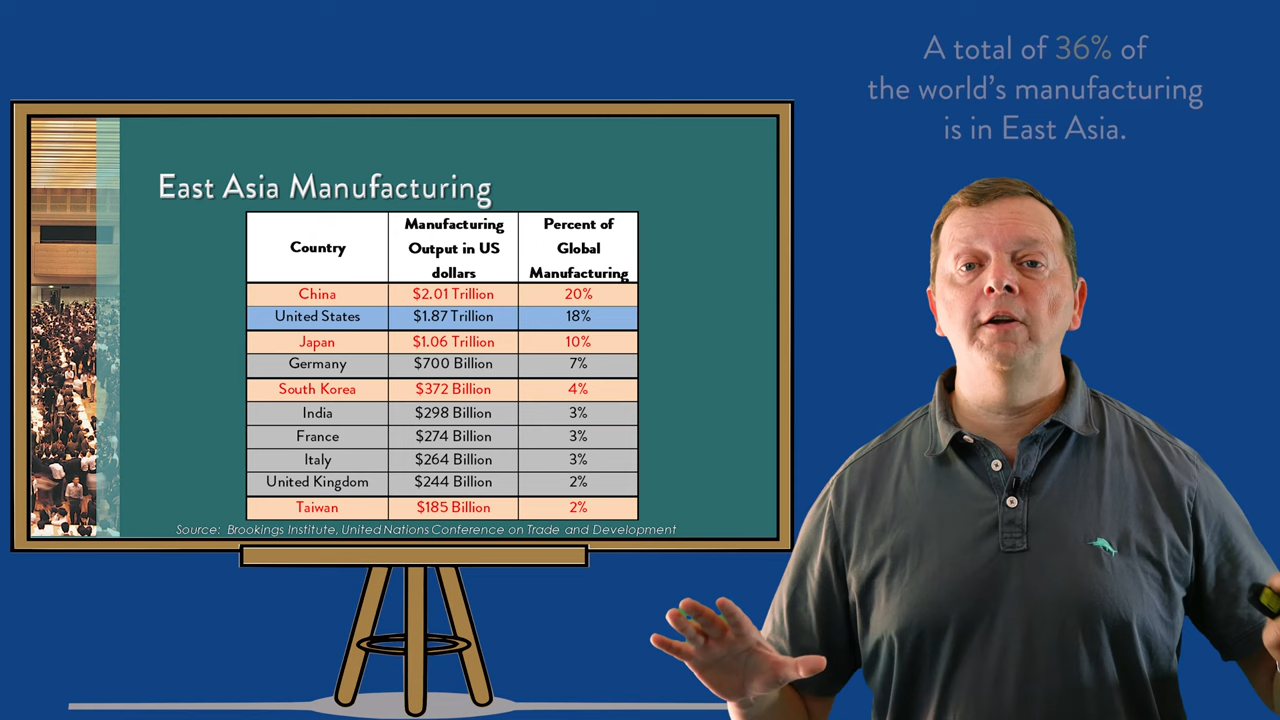 A total of 36% of
the world's manufacturing
is in East Asia.
East Asia Manufacturing
Country Manufacturing Output in US dollars Percent of Global Manufacturing
China $2.01 Trillion 20%
United States $1.87 Trillion 18%
Japan $1.06 Trillion 10%
Germany $700 Billion 7%
South Korea $372 Billion 4%
India $298 Billion 3%
France $274 Billion 3%
Italy $264 Billion 3%
United Kingdom $244 Billion 2%
Taiwan $185 Billion 2%
Source: Brookings Institute, United Nations Conference on Trade and Development